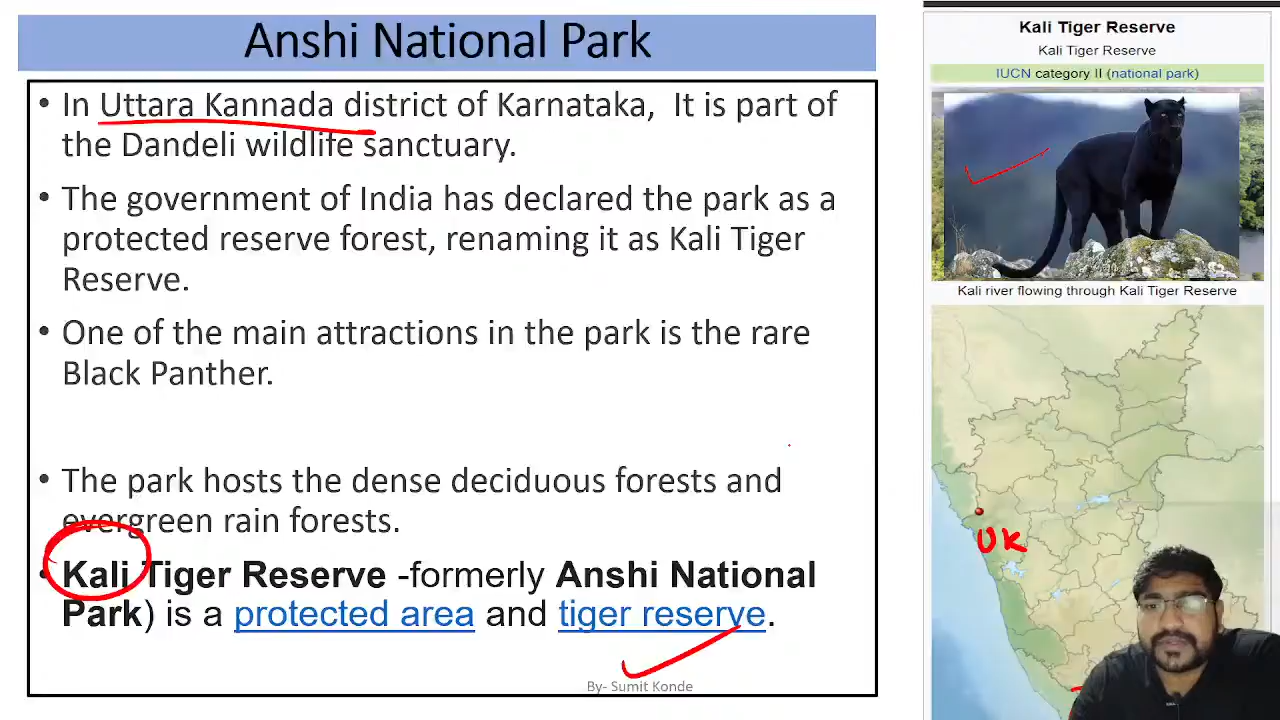 Anshi National Park
• In Uttara Kannada district of Karnataka, It is part of
the Dandeli wildlife sanctuary.
• The government of India has declared the park as a
protected reserve forest, renaming it as Kali Tiger
Reserve.
• One of the main attractions in the park is the rare
Black Panther.
• The park hosts the dense deciduous forests and
evergreen rain forests.
• Kali Tiger Reserve -formerly Anshi National
Park) is a protected area and tiger reserve.
By- Sumit Konde
Kali Tiger Reserve
Kali Tiger Reserve
IUCN category II (national park)
Kali river flowing through Kali Tiger Reserve
UK